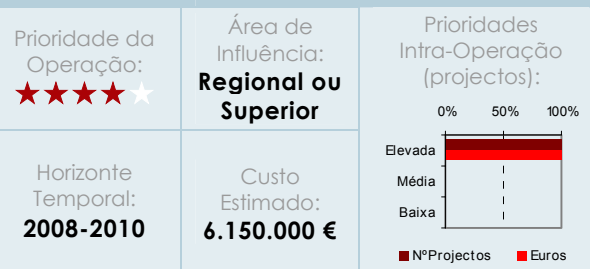 Prioridade da
Operação:
Área de
Influência:
Regional ou
Superior
Horizonte
Temporal:
2008-2010
Custo
Estimado:
6.150.000 €
Prioridades
Intra-Operação
(projectos):
0% 50% 100%
Elevada
Média
Baixa
NºProjectos Euros